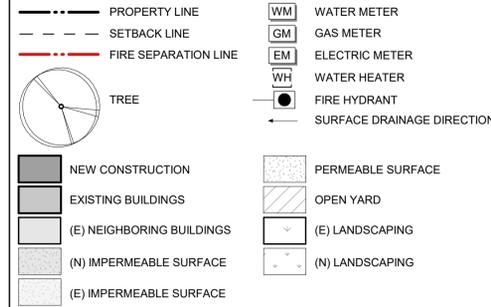 PROPERTY LINE
SETBACK LINE
FIRE SEPARATION LINE
TREE
WM WATER METER
GM GAS METER
EM ELECTRIC METER
WH WATER HEATER
FIRE HYDRANT
SURFACE DRAINAGE DIRECTION
NEW CONSTRUCTION
EXISTING BUILDINGS
(E) NEIGHBORING BUILDINGS
(N) IMPERMEABLE SURFACE
(E) IMPERMEABLE SURFACE
PERMEABLE SURFACE
OPEN YARD
(E) LANDSCAPING
(N) LANDSCAPING